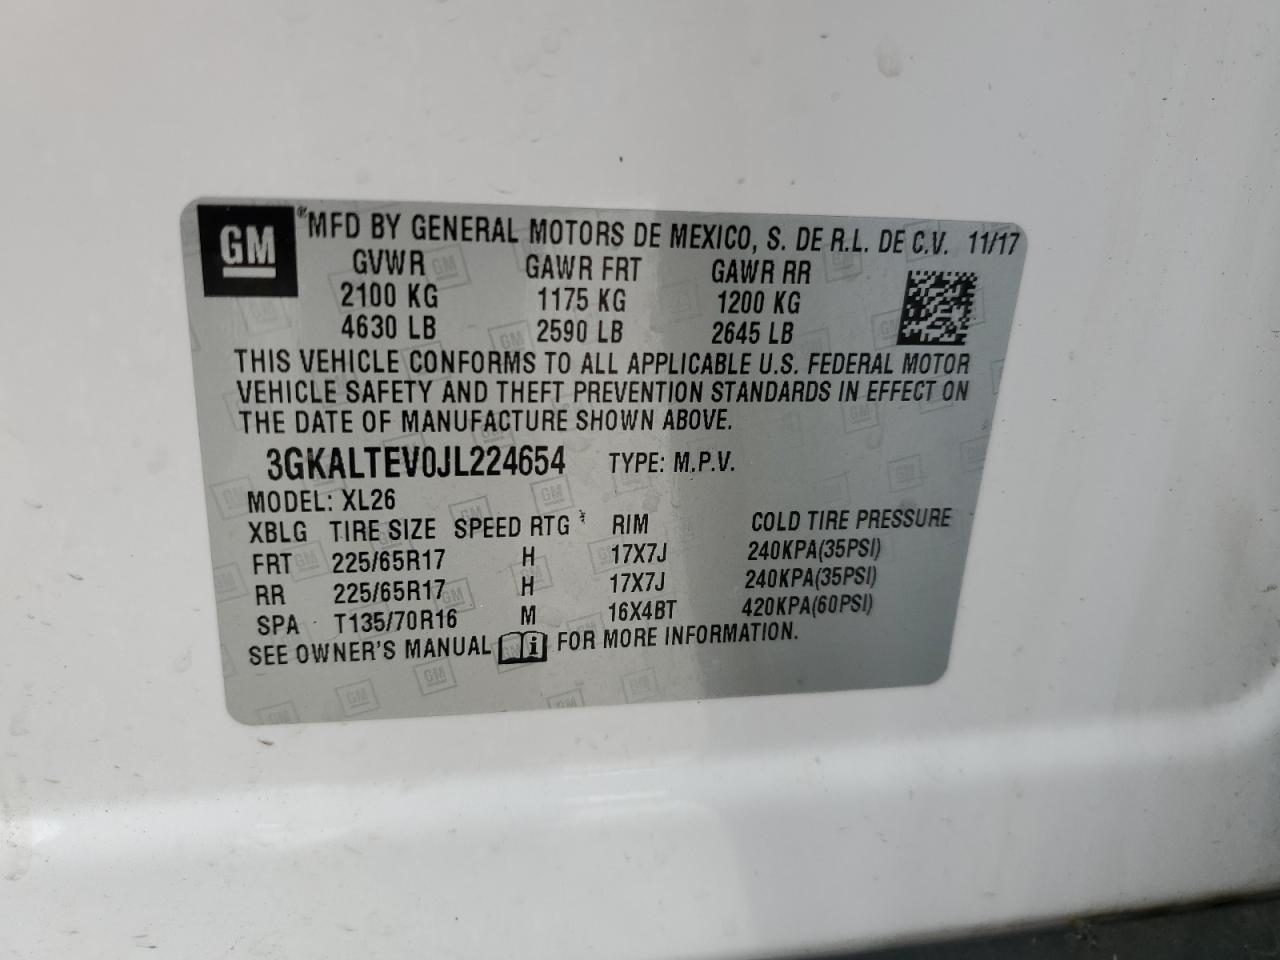 GM ® MFD BY GENERAL MOTORS DE MEXICO, S. DE R.L. DE C.V. 11/17
GVWR GAWR FRT GAWR RR
2100 KG 1175 KG 1200 KG
4630 LB 2590 LB 2645 LB
THIS VEHICLE CONFORMS TO ALL APPLICABLE U.S. FEDERAL MOTOR
VEHICLE SAFETY AND THEFT PREVENTION STANDARDS IN EFFECT ON
THE DATE OF MANUFACTURE SHOWN ABOVE.
3GKALTEV0JL224654 TYPE: M.P.V.
MODEL: XL26
XBLG TIRE SIZE SPEED RTG RIM COLD TIRE PRESSURE
FRT 225/65R17 H 17X7J 240KPA(35PSI)
RR 225/65R17 H 17X7J 240KPA(35PSI)
SPA T135/70R16 M 16X4BT 420KPA(60PSI)
SEE OWNER'S MANUAL i FOR MORE INFORMATION.